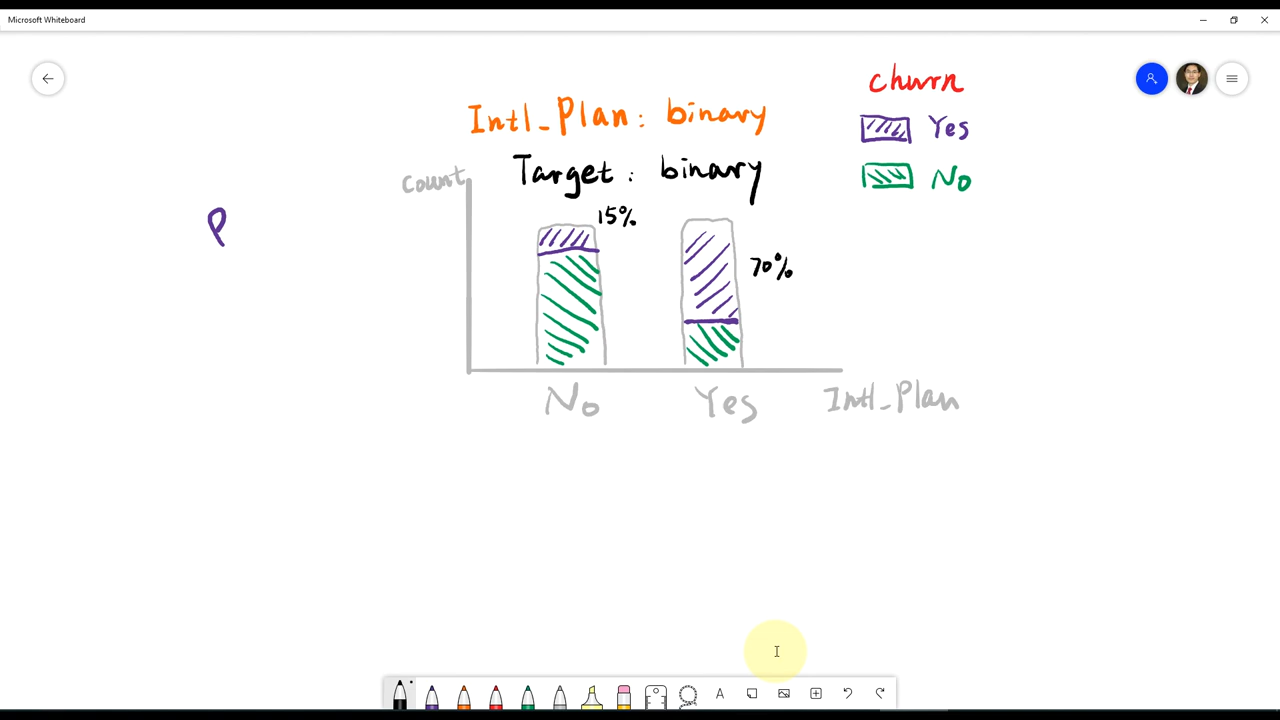 Microsoft Whiteboard
churn
Intl_Plan: binary
Yes
Target: binary
No
Count
15%
P
70%
No
Yes
Intl_Plan
A